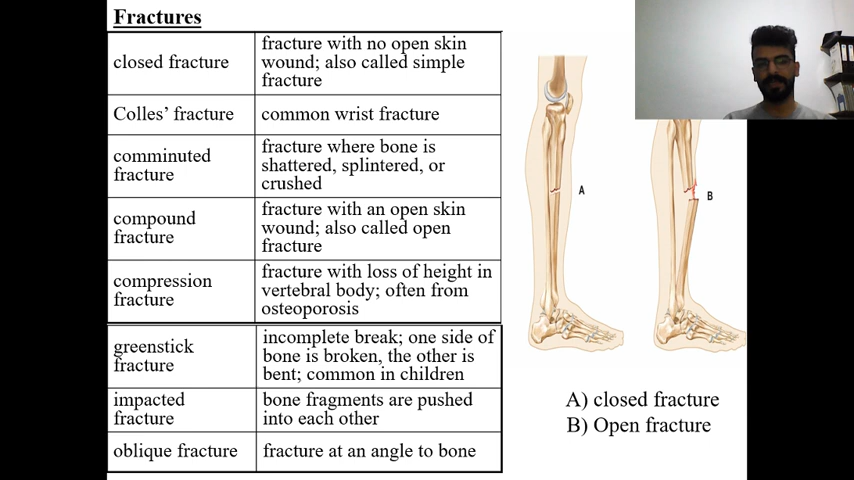 Fractures
closed fracture
fracture with no open skin
wound; also called simple
fracture
Colles’ fracture
common wrist fracture
comminuted
fracture
fracture where bone is
shattered, splintered, or
crushed
compound
fracture
fracture with an open skin
wound; also called open
fracture
compression
fracture
fracture with loss of height in
vertebral body; often from
osteoporosis
greenstick
fracture
incomplete break; one side of
bone is broken, the other is
bent; common in children
impacted
fracture
bone fragments are pushed
into each other
oblique fracture
fracture at an angle to bone
A
B
A) closed fracture
B) Open fracture